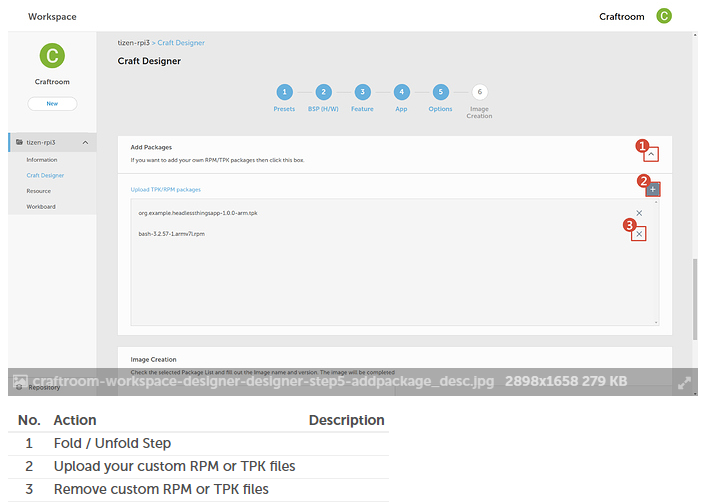 Workspace
Craftroom
C
C
Craftroom
New
tizen-rpi3
Information
Craft Designer
Resource
Workboard
Repository
tizen-rpi3 > Craft Designer
Craft Designer
1 2 3 4 5 6
Presets BSP (H/W) Feature App Options Image
Creation
Add Packages
If you want to add your own RPM/TPK packages then click this box.
1
2
Upload TPK/RPM packages
+
org.example.headlessthingsapp-1.0.0-arm.tpk
3
bash-3.2.57-1.armv7l.rpm
Image Creation
Check the selected Package List and fill out the Image name and version. The image will be completed
craftroom-workspace-designer-designer-step5-addpackage_desc.jpg 2898x1658 279 KB
No. Action Description
1 Fold / Unfold Step
2 Upload your custom RPM or TPK files
3 Remove custom RPM or TPK files